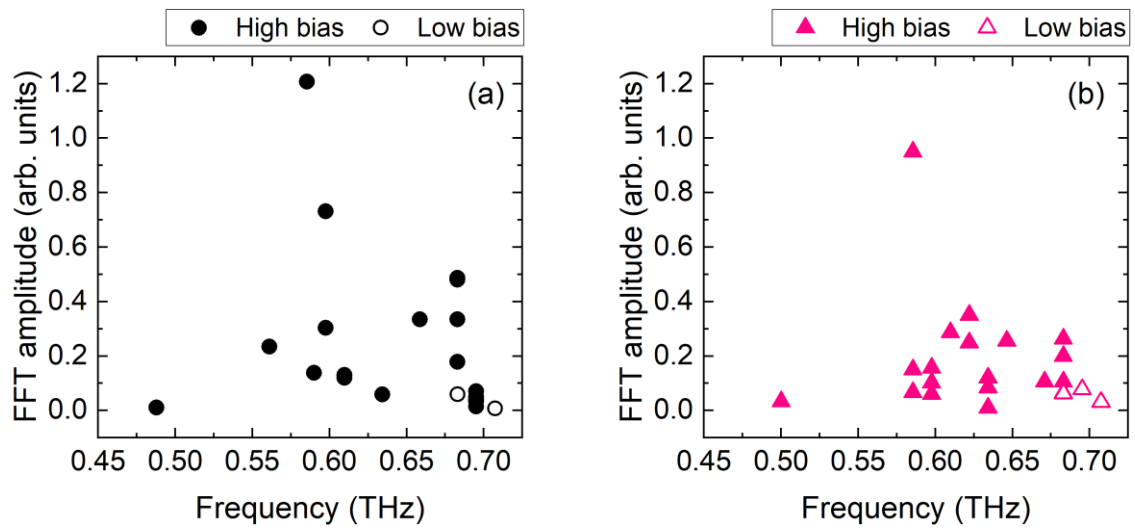 High bias Low bias
(a)
FFT amplitude (arb. units)
1.2
1.0
0.8
0.6
0.4
0.2
0.0
0.45 0.50 0.55 0.60 0.65 0.70
Frequency (THz)
High bias Low bias
(b)
FFT amplitude (arb. units)
1.2
1.0
0.8
0.6
0.4
0.2
0.0
0.45 0.50 0.55 0.60 0.65 0.70
Frequency (THz)